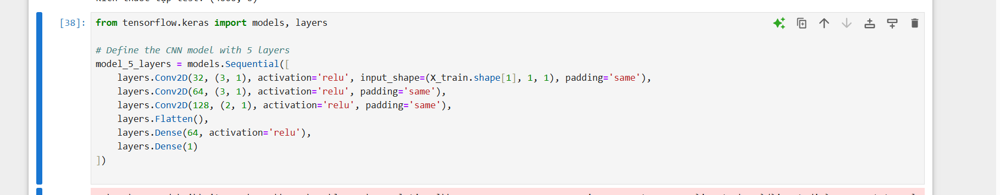 [38]:
from tensorflow.keras import models, layers
# Define the CNN model with 5 layers
model_5_layers = models.Sequential([
    layers.Conv2D(32, (3, 1), activation='relu', input_shape=(X_train.shape[1], 1, 1), padding='same'),
    layers.Conv2D(64, (3, 1), activation='relu', padding='same'),
    layers.Conv2D(128, (2, 1), activation='relu', padding='same'),
    layers.Flatten(),
    layers.Dense(64, activation='relu'),
    layers.Dense(1)
])